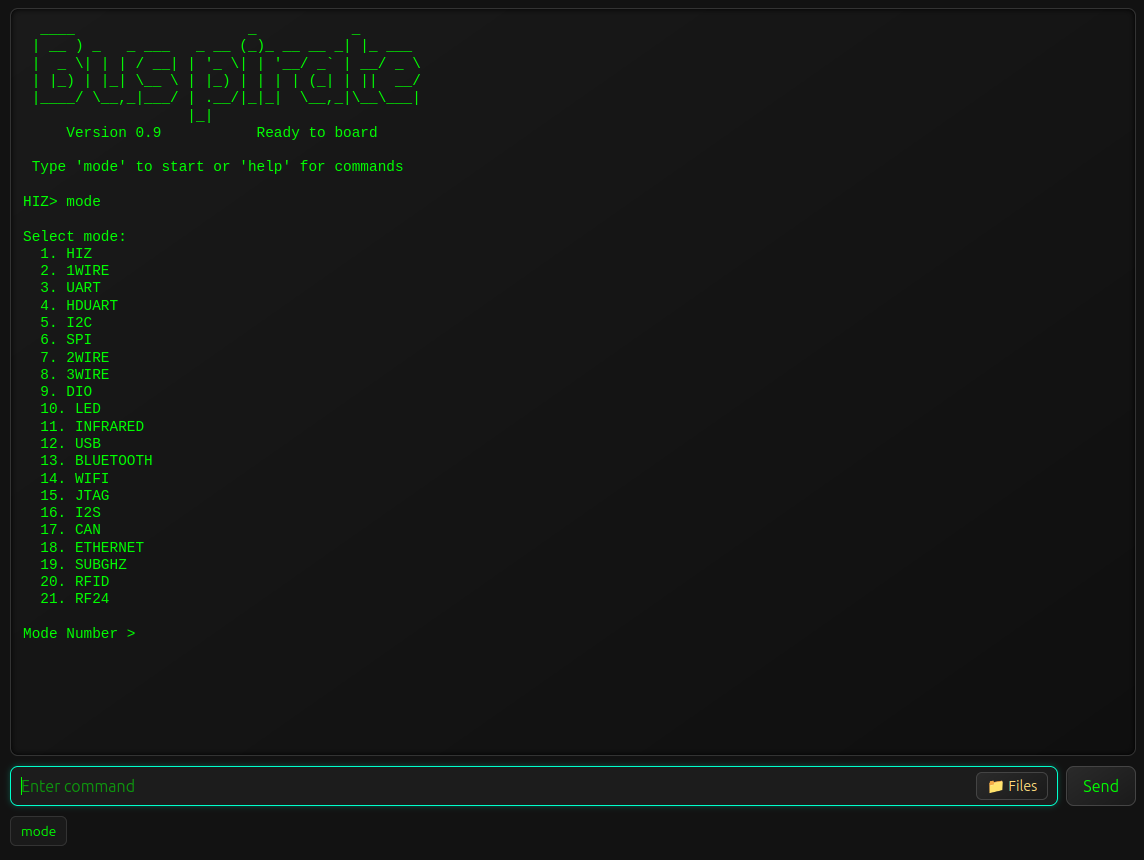 ____                    _           _
 | __ ) _   _ ___   _ __ (_)_ __ __ _| |_ ___
 |  _ \| | | / __| | '_ \| | '__/ _` | __/ _ \
 | |_) | |_| \__ \ | |_) | | | | (_| | ||  __/
 |____/ \__,_|___/ | .__/|_|_|  \__,_|\__\___|
                   |_|
     Version 0.9           Ready to board
 Type 'mode' to start or 'help' for commands
HIZ> mode
Select mode:
  1. HIZ
  2. 1WIRE
  3. UART
  4. HDUART
  5. I2C
  6. SPI
  7. 2WIRE
  8. 3WIRE
  9. DIO
  10. LED
  11. INFRARED
  12. USB
  13. BLUETOOTH
  14. WIFI
  15. JTAG
  16. I2S
  17. CAN
  18. ETHERNET
  19. SUBGHZ
  20. RFID
  21. RF24
Mode Number >
Enter command 📁 Files Send
mode